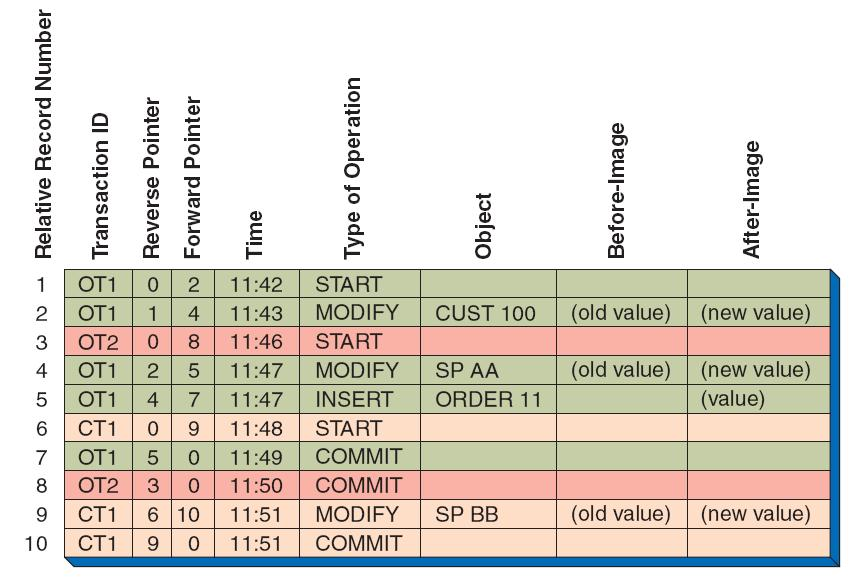 Relative Record Number Transaction ID Reverse Pointer Forward Pointer Time Type of Operation Object Before-Image After-Image
1 OT1 0 2 11:42 START
2 OT1 1 4 11:43 MODIFY CUST 100 (old value) (new value)
3 OT2 0 8 11:46 START
4 OT1 2 5 11:47 MODIFY SP AA (old value) (new value)
5 OT1 4 7 11:47 INSERT ORDER 11 (value)
6 CT1 0 9 11:48 START
7 OT1 5 0 11:49 COMMIT
8 OT2 3 0 11:50 COMMIT
9 CT1 6 10 11:51 MODIFY SP BB (old value) (new value)
10 CT1 9 0 11:51 COMMIT